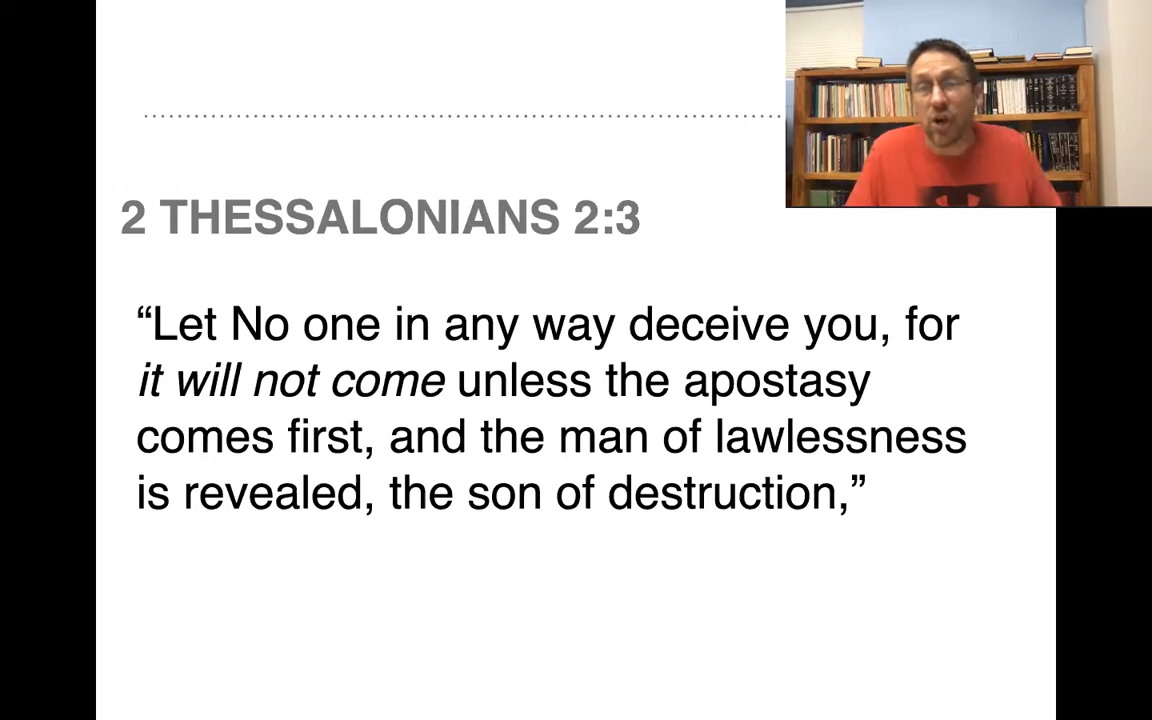 2 THESSALONIANS 2:3
“Let No one in any way deceive you, for
it will not come unless the apostasy
comes first, and the man of lawlessness
is revealed, the son of destruction,”